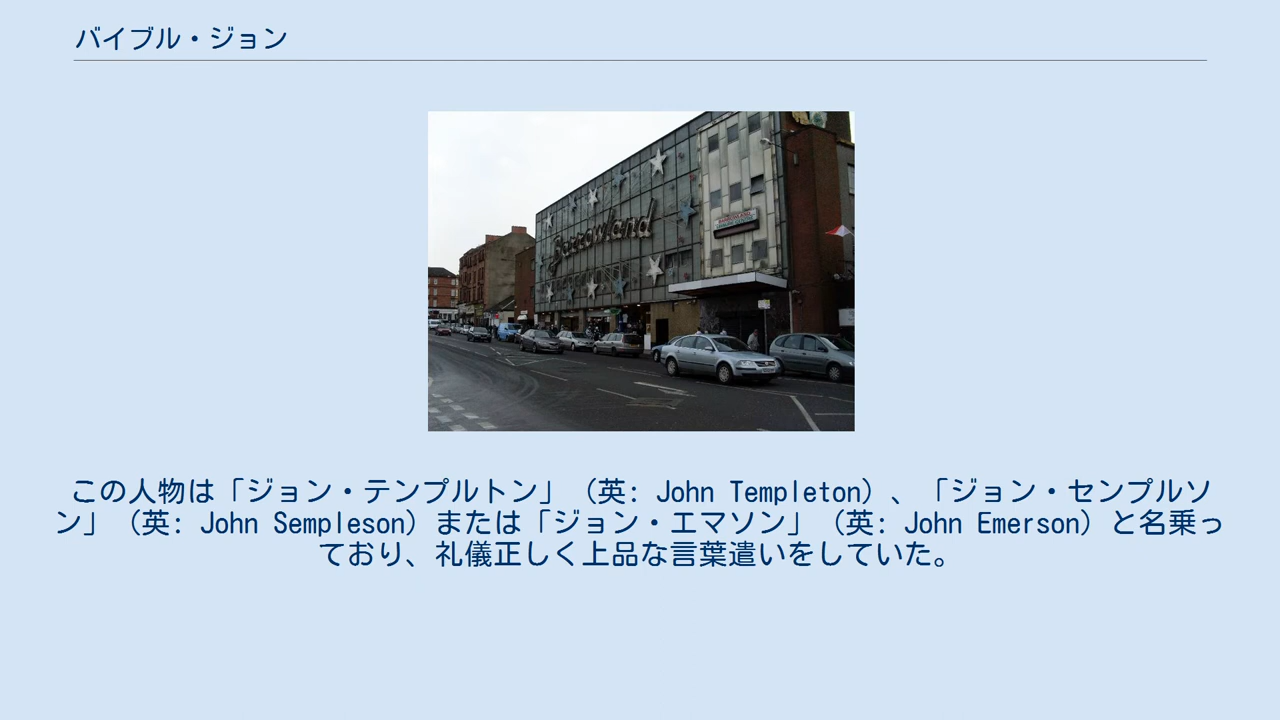 バイブル・ジョン
Barrowland
この人物は「ジョン・テンプルトン」（英: John Templeton）、「ジョン・センプルソ
ン」（英: John Sempleson）または「ジョン・エマソン」（英: John Emerson）と名乗っ
ており、礼儀正しく上品な言葉遣いをしていた。